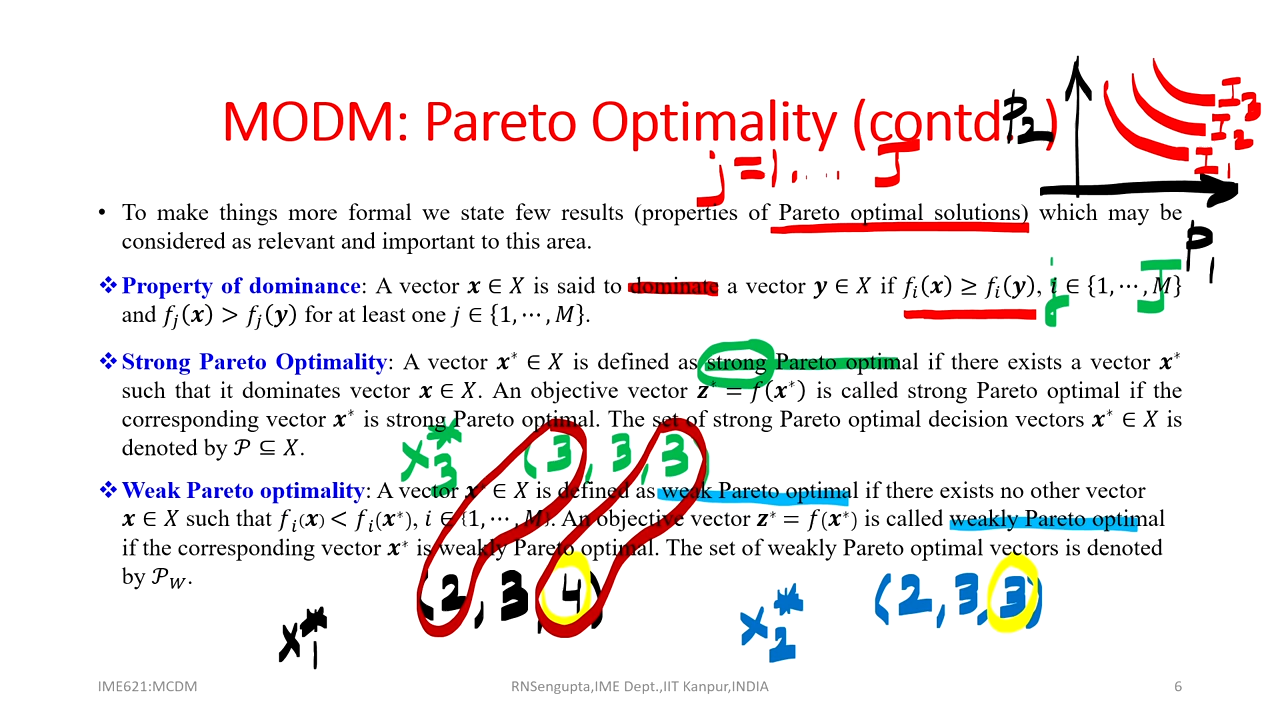 MODM: Pareto Optimality (contd..)
P2
I3
I2
I1
j = 1 . . . . J
• To make things more formal we state few results (properties of Pareto optimal solutions) which may be
considered as relevant and important to this area.
P1
j J
❖ Property of dominance: A vector 𝒙 ∈ 𝑋 is said to dominate a vector 𝒚 ∈ 𝑋 if 𝑓ᵢ(𝒙) ≥ 𝑓ᵢ(𝒚), 𝑖 ∈ {1, ⋯, 𝑀}
and 𝑓ⱼ(𝒙) > 𝑓ⱼ(𝒚) for at least one 𝑗 ∈ {1, ⋯, 𝑀}.
❖ Strong Pareto Optimality: A vector 𝒙* ∈ 𝑋 is defined as strong Pareto optimal if there exists a vector 𝒙*
such that it dominates vector 𝒙 ∈ 𝑋. An objective vector 𝒛* = 𝑓(𝒙*) is called strong Pareto optimal if the
corresponding vector 𝒙* is strong Pareto optimal. The set of strong Pareto optimal decision vectors 𝒙* ∈ 𝑋 is
denoted by 𝒫 ⊆ 𝑋.
X3* (3, 3, 3)
❖ Weak Pareto optimality: A vector 𝒙* ∈ 𝑋 is defined as weak Pareto optimal if there exists no other vector
𝒙 ∈ 𝑋 such that 𝑓ᵢ(𝒙) < 𝑓ᵢ(𝒙*), 𝑖 ∈ {1, ⋯, 𝑀}. An objective vector 𝒛* = 𝑓(𝒙*) is called weakly Pareto optimal
if the corresponding vector 𝒙* is weakly Pareto optimal. The set of weakly Pareto optimal vectors is denoted
by 𝒫_W.
X1* (2, 3, 4) X2* (2, 3, 3)
IME621:MCDM RNSengupta,IME Dept.,IIT Kanpur,INDIA 6